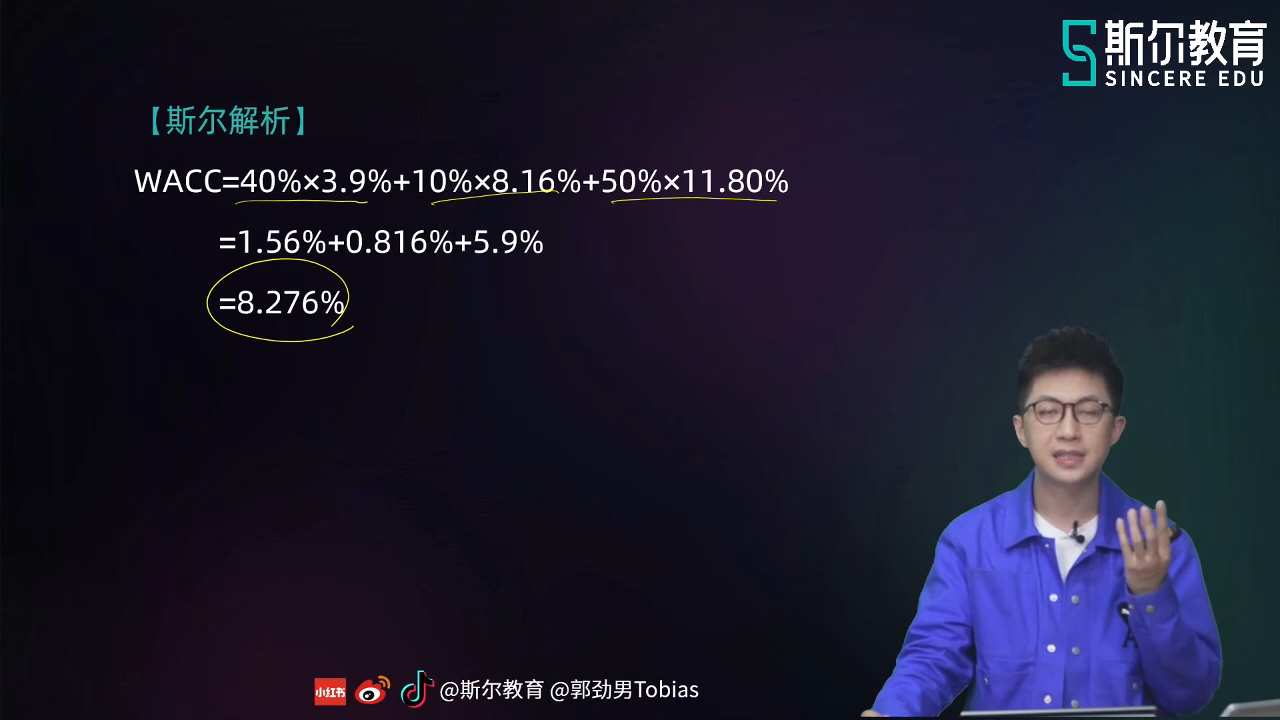 斯尔教育
SINCERE EDU
【斯尔解析】
WACC=40%×3.9%+10%×8.16%+50%×11.80%
=1.56%+0.816%+5.9%
=8.276%
小红书 @斯尔教育 @郭劲男Tobias